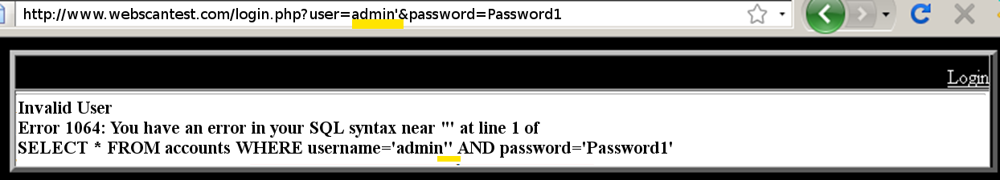 http://www.webscantest.com/login.php?user=admin'&password=Password1
Login
Invalid User
Error 1064: You have an error in your SQL syntax near "' at line 1 of
SELECT * FROM accounts WHERE username='admin'' AND password='Password1'